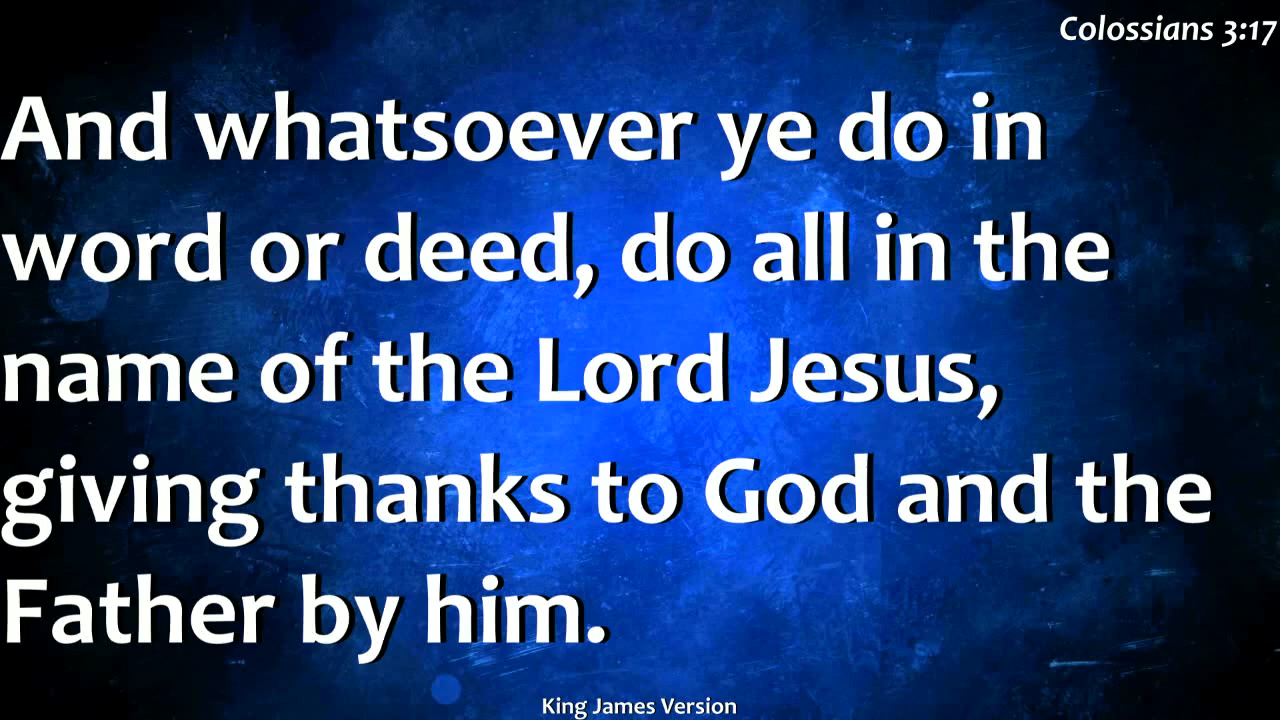 Colossians 3:17
And whatsoever ye do in
word or deed, do all in the
name of the Lord Jesus,
giving thanks to God and the
Father by him.
King James Version